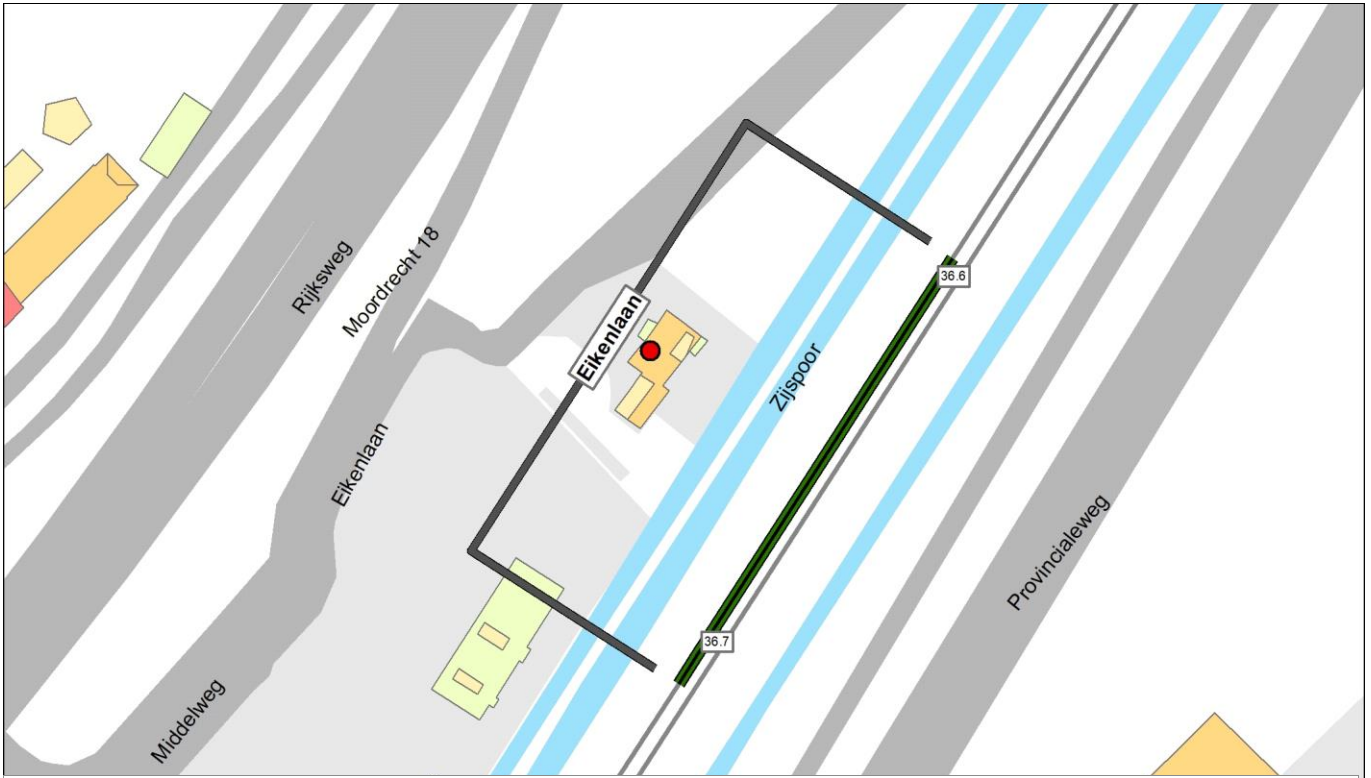 Rijksweg
Moordrecht 18
Eikenlaan
36.6
Zijspoor
Eikenlaan
Provincialeweg
36.7
Middelweg